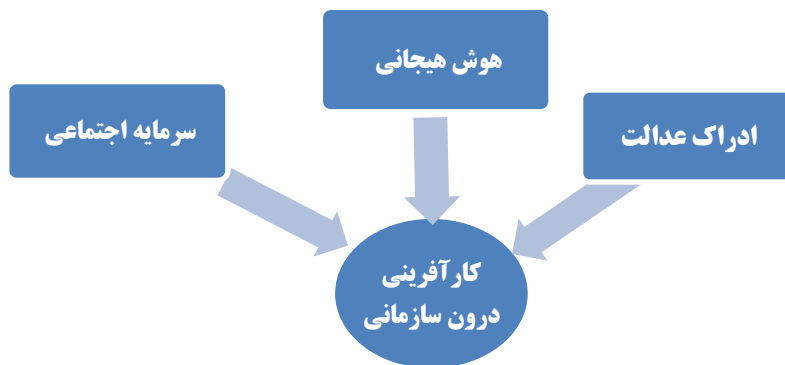 هوش هیجانی
ادراک عدالت
سرمایه اجتماعی
کارآفرینی
درون سازمانی